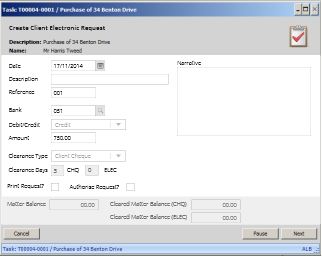 Task: T00004-0001 / Purchase of 34 Benton Drive
Create Client Electronic Request
Description: Purchase of 34 Benton Drive
Name: Mr Harris Tweed
Date 17/11/2014
Narrative
Description
Reference 001
Bank 051
Debit/Credit Credit
Amount 750.00
Clearance Type Client Cheque
Clearance Days 5 CHQ 0 ELEC
Print Request? Authorise Request?
Matter Balance 00.00 Cleared Matter Balance (CHQ) 00.00
Cleared Matter Balance (ELEC) 00.00
Cancel Pause Next
Task: T00004-0001 / Purchase of 34 Benton Drive ALB